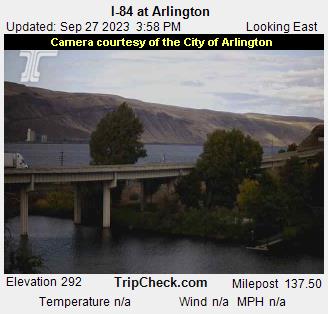 I-84 at Arlington
Updated: Sep 27 2023 3:58 PM Looking East
Camera courtesy of the City of Arlington
Elevation 292 TripCheck.com Milepost 137.50
Temperature n/a Wind n/a MPH n/a